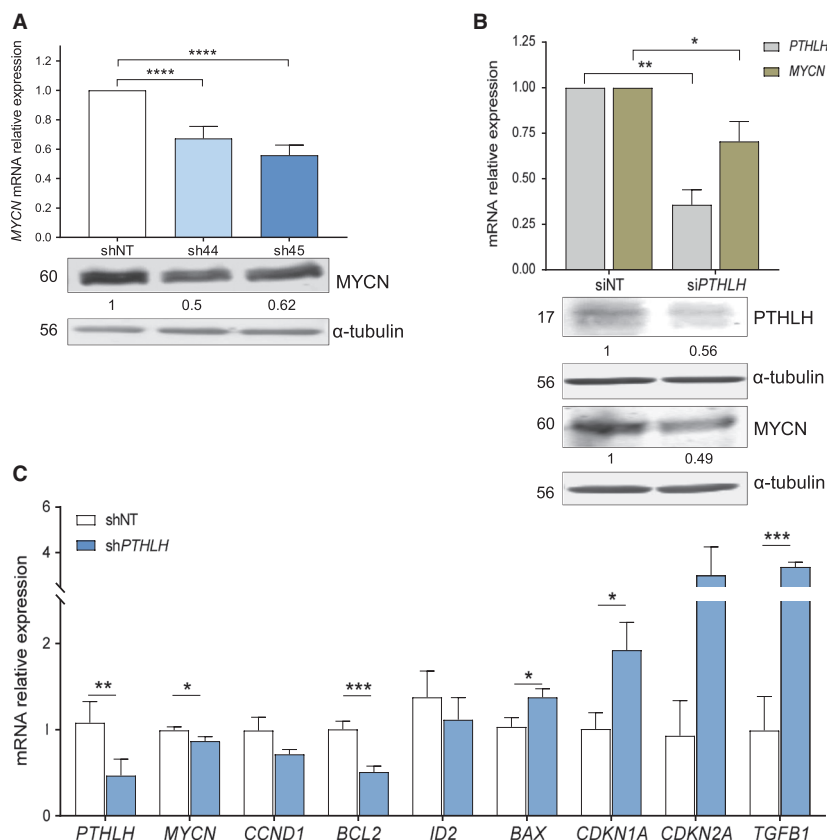 A
MYCN mRNA relative expression
1.2
1.0
0.8
0.6
0.4
0.2
0.0
****
****
shNT sh44 sh45
60 MYCN
1 0.5 0.62
56 α-tubulin
B
mRNA relative expression
1.25
1.00
0.75
0.50
0.25
0.00
*
**
PTHLH
MYCN
siNT siPTHLH
17 PTHLH
1 0.56
56 α-tubulin
60 MYCN
1 0.49
56 α-tubulin
C
mRNA relative expression
6
4
2
1
0
shNT
shPTHLH
** * *** * * ***
PTHLH MYCN CCND1 BCL2 ID2 BAX CDKN1A CDKN2A TGFB1